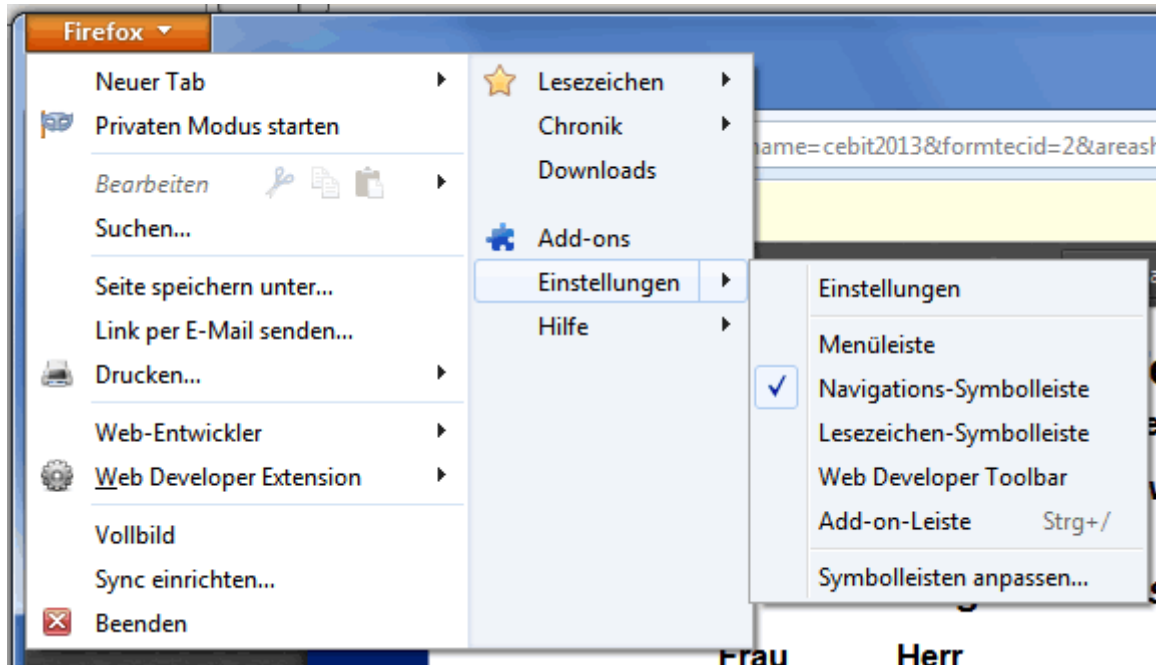 Firefox
Neuer Tab
Privaten Modus starten
Bearbeiten
Suchen...
Seite speichern unter...
Link per E-Mail senden...
Drucken...
Web-Entwickler
Web Developer Extension
Vollbild
Sync einrichten...
Beenden
Lesezeichen
Chronik
Downloads
Add-ons
Einstellungen
Hilfe
name=cebit2013&formtecid=2&areash
Einstellungen
Menüleiste
Navigations-Symbolleiste
Lesezeichen-Symbolleiste
Web Developer Toolbar
Add-on-Leiste Strg+/
Symbolleisten anpassen...
Frau Herr